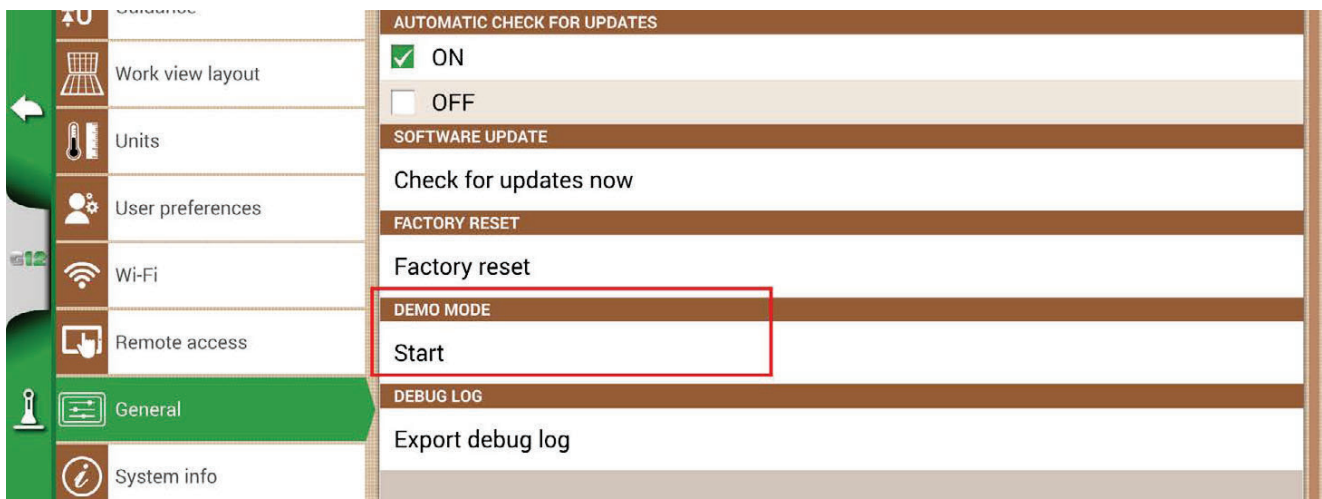 Work view layout
Units
User preferences
Wi-Fi
Remote access
General
System info
G12
AUTOMATIC CHECK FOR UPDATES
ON
OFF
SOFTWARE UPDATE
Check for updates now
FACTORY RESET
Factory reset
DEMO MODE
Start
DEBUG LOG
Export debug log